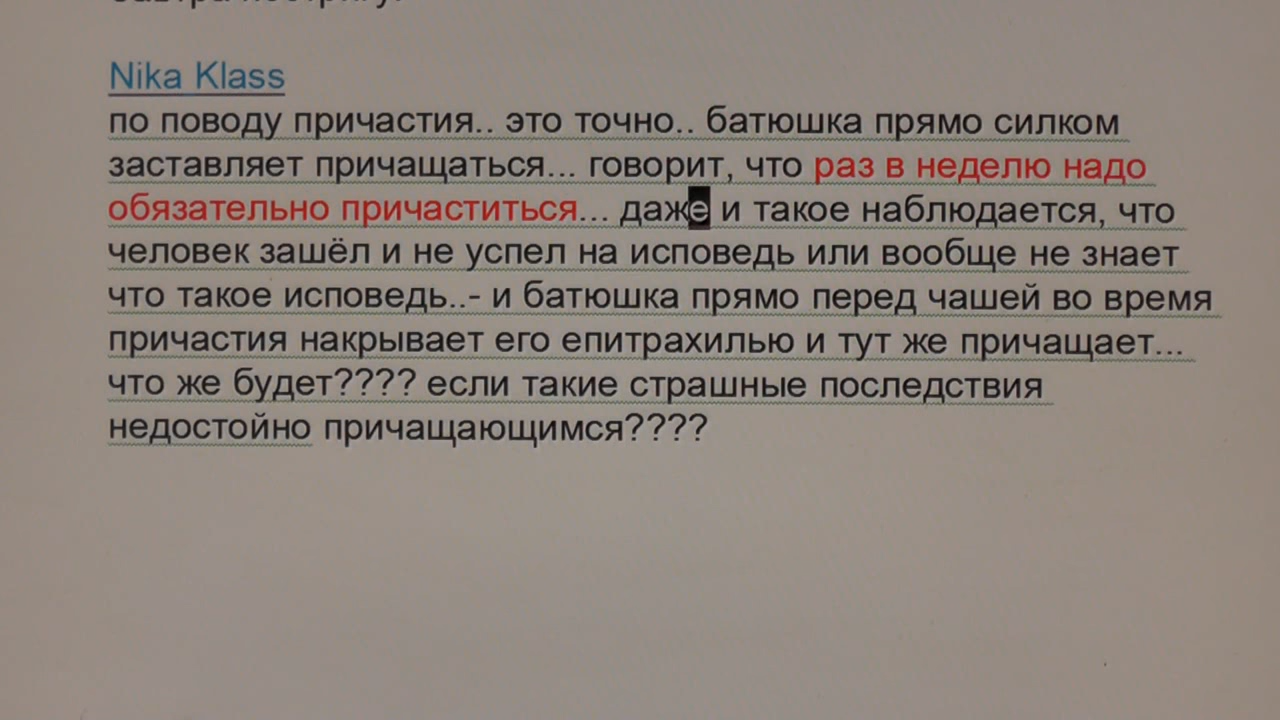 Nika Klass
по поводу причастия.. это точно.. батюшка прямо силком
заставляет причащаться... говорит, что раз в неделю надо
обязательно причаститься... даже и такое наблюдается, что
человек зашёл и не успел на исповедь или вообще не знает
что такое исповедь..- и батюшка прямо перед чашей во время
причастия накрывает его епитрахилью и тут же причащает...
что же будет???? если такие страшные последствия
недостойно причащающимся????